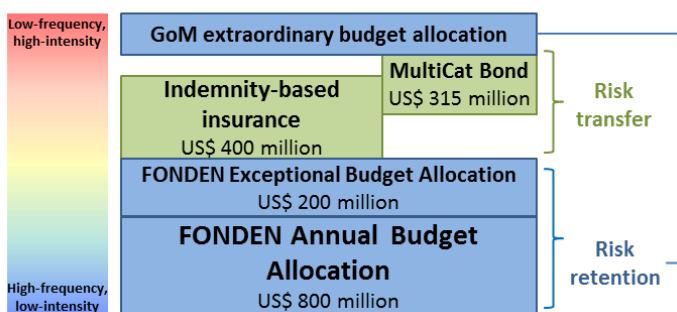 Low-frequency,
high-intensity
GoM extraordinary budget allocation
MultiCat Bond
US$ 315 million
Indemnity-based
insurance
US$ 400 million
Risk
transfer
FONDEN Exceptional Budget Allocation
US$ 200 million
FONDEN Annual Budget
Allocation
US$ 800 million
Risk
retention
High-frequency,
low-intensity